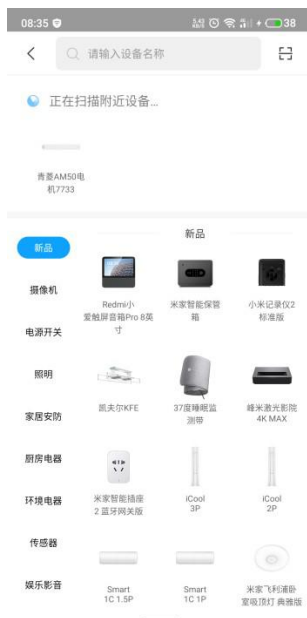 08:35
38
请输入设备名称
正在扫描附近设备...
青菱AM50电
机7733
新品
新品
摄像机
电源开关
照明
家居安防
厨房电器
环境电器
传感器
娱乐影音
Redmi小
爱触屏音箱Pro 8英
寸
米家智能保管
箱
小米记录仪2
标准版
凯夫尔KFE
37度睡眠监
测带
峰米激光影院
4K MAX
米家智能插座
2 蓝牙网关版
iCool
3P
iCool
2P
Smart
1C 1.5P
Smart
1C 1P
米家飞利浦卧
室吸顶灯 典雅版